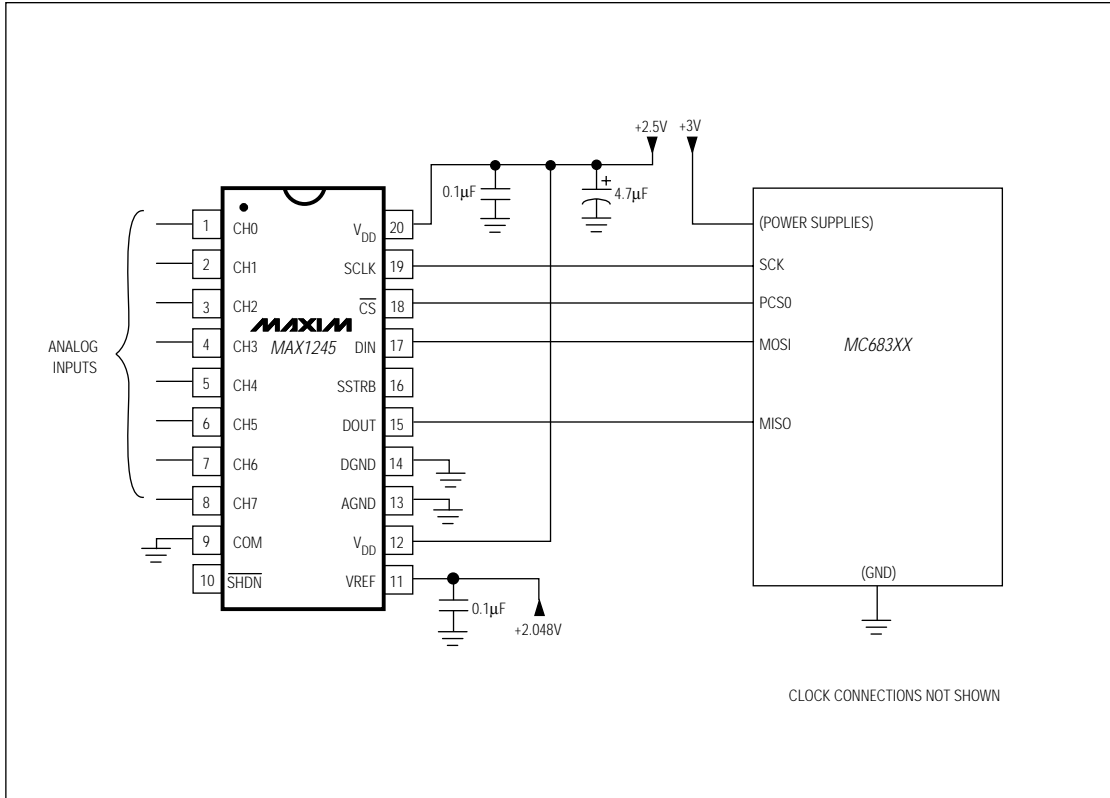 +2.5V +3V
0.1µF
+
4.7µF
ANALOG
INPUTS
1 CH0
2 CH1
3 CH2
4 CH3
5 CH4
6 CH5
7 CH6
8 CH7
9 COM
10 SHDN
MAXIM
MAX1245
VDD 20
SCLK 19
CS 18
DIN 17
SSTRB 16
DOUT 15
DGND 14
AGND 13
VDD 12
VREF 11
0.1µF
+2.048V
(POWER SUPPLIES)
SCK
PCS0
MOSI
MC683XX
MISO
(GND)
CLOCK CONNECTIONS NOT SHOWN